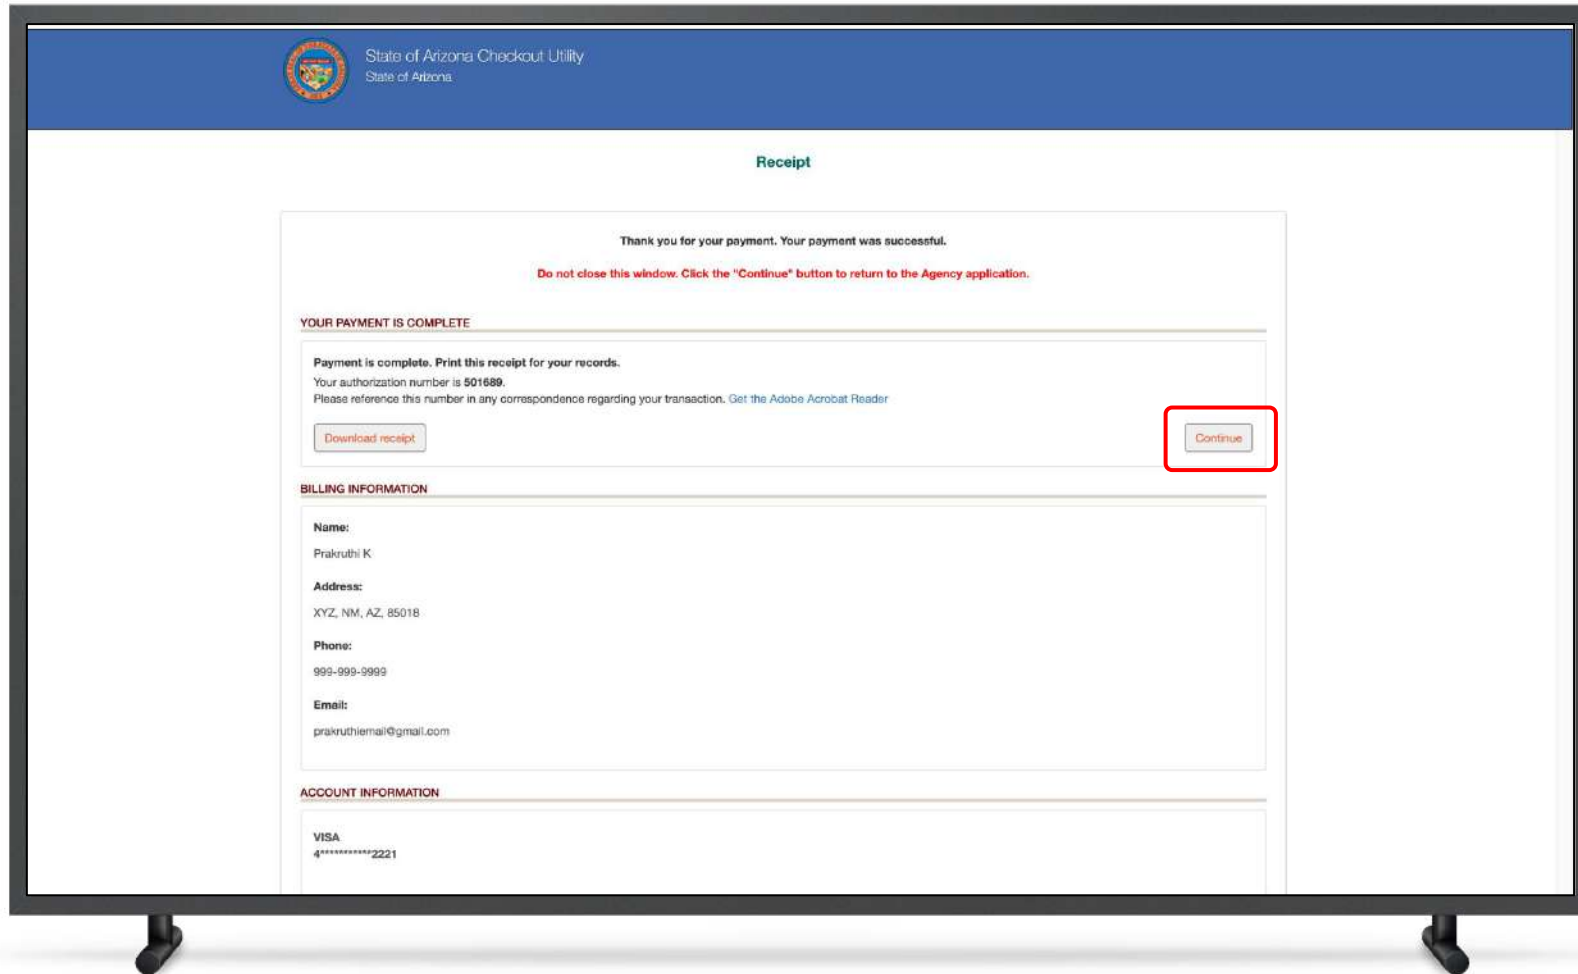 State of Arizona Checkout Utility
State of Arizona
Receipt
Thank you for your payment. Your payment was successful.
Do not close this window. Click the "Continue" button to return to the Agency application.
YOUR PAYMENT IS COMPLETE
Payment is complete. Print this receipt for your records.
Your authorization number is 501689.
Please reference this number in any correspondence regarding your transaction. Get the Adobe Acrobat Reader
Download receipt
Continue
BILLING INFORMATION
Name:
Prakruthi K
Address:
XYZ, NM, AZ, 85018
Phone:
999-999-9999
Email:
prakruthiemail@gmail.com
ACCOUNT INFORMATION
VISA
4***********2221